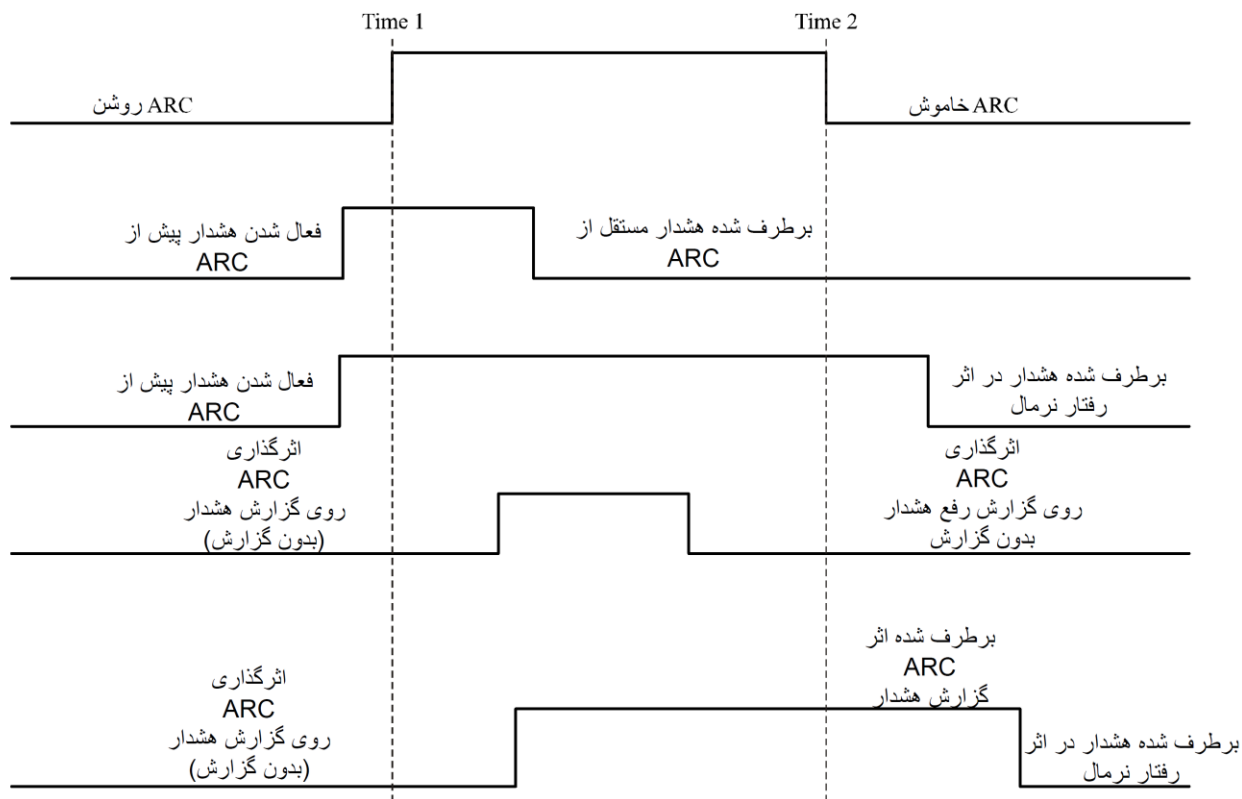 Time 1
Time 2
ARC روشن
ARC خاموش
فعال شدن هشدار پیش از
ARC
برطرف شده هشدار مستقل از
ARC
فعال شدن هشدار پیش از
ARC
برطرف شده هشدار در اثر
رفتار نرمال
اثرگذاری
ARC
روی گزارش هشدار
(بدون گزارش)
اثرگذاری
ARC
روی گزارش رفع هشدار
بدون گزارش
اثرگذاری
ARC
روی گزارش هشدار
(بدون گزارش)
برطرف شده اثر
ARC
گزارش هشدار
برطرف شده هشدار در اثر
رفتار نرمال